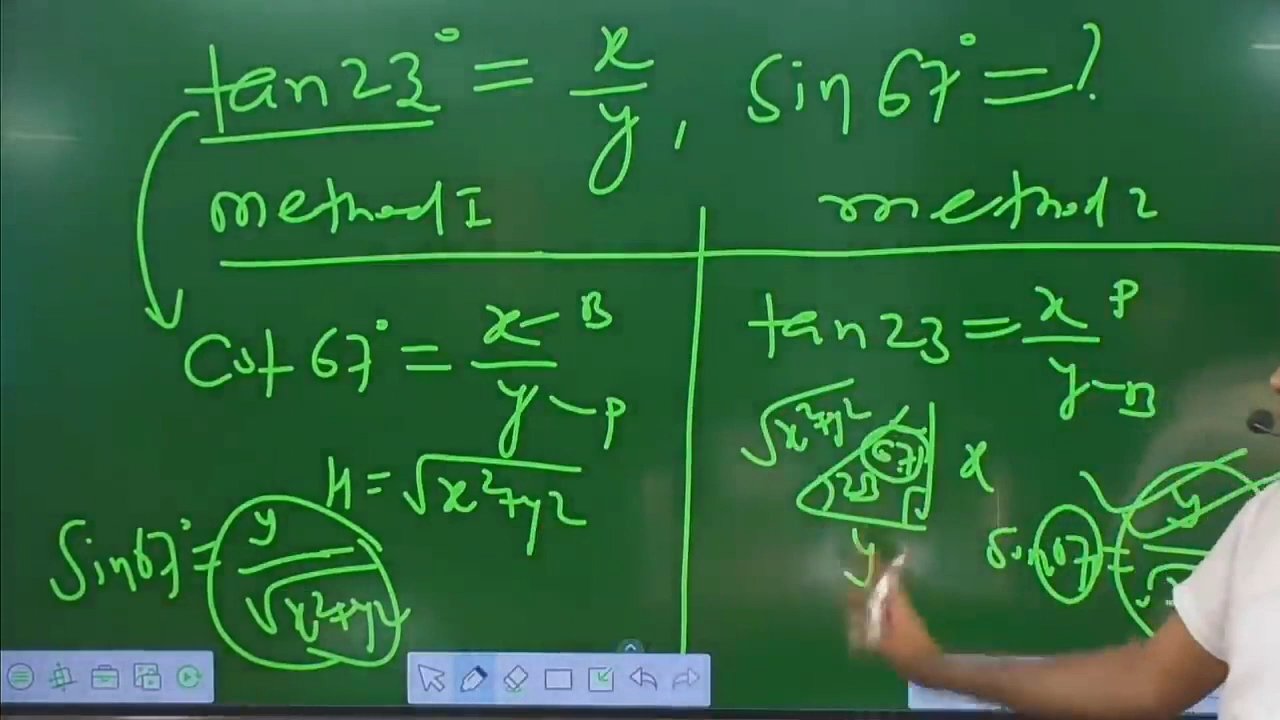 tan 23° = x/y, sin 67° = ?
method I
cot 67° = x/y
B
P
H = √x²+y²
sin 67° = y/√x²+y²
method 2
tan 23 = x/y
P
B
√x²+y²
67
23
x
y
sin 67 = y/